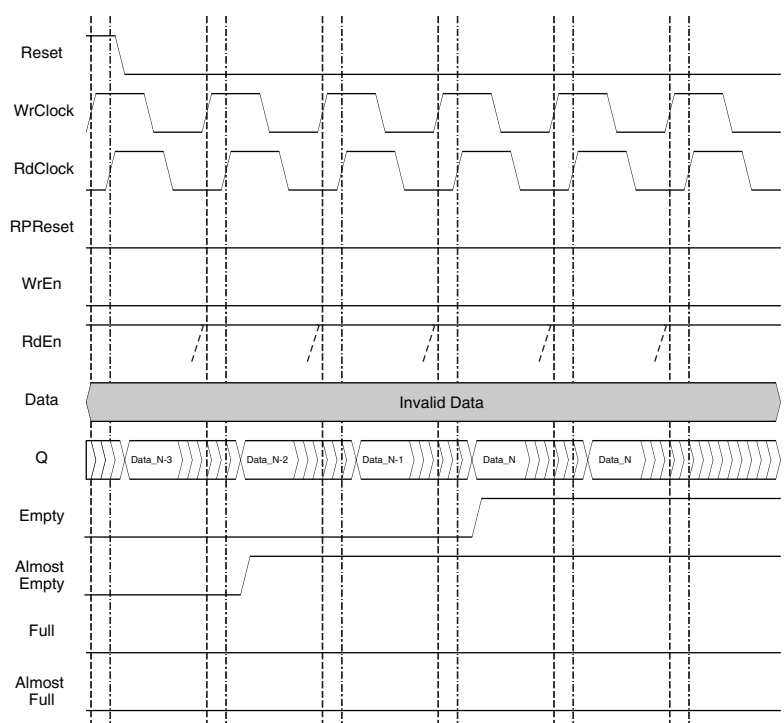 Reset
WrClock
RdClock
RPReset
WrEn
RdEn
Data
Invalid Data
Q
Data_N-3
Data_N-2
Data_N-1
Data_N
Data_N
Empty
Almost
Empty
Full
Almost
Full